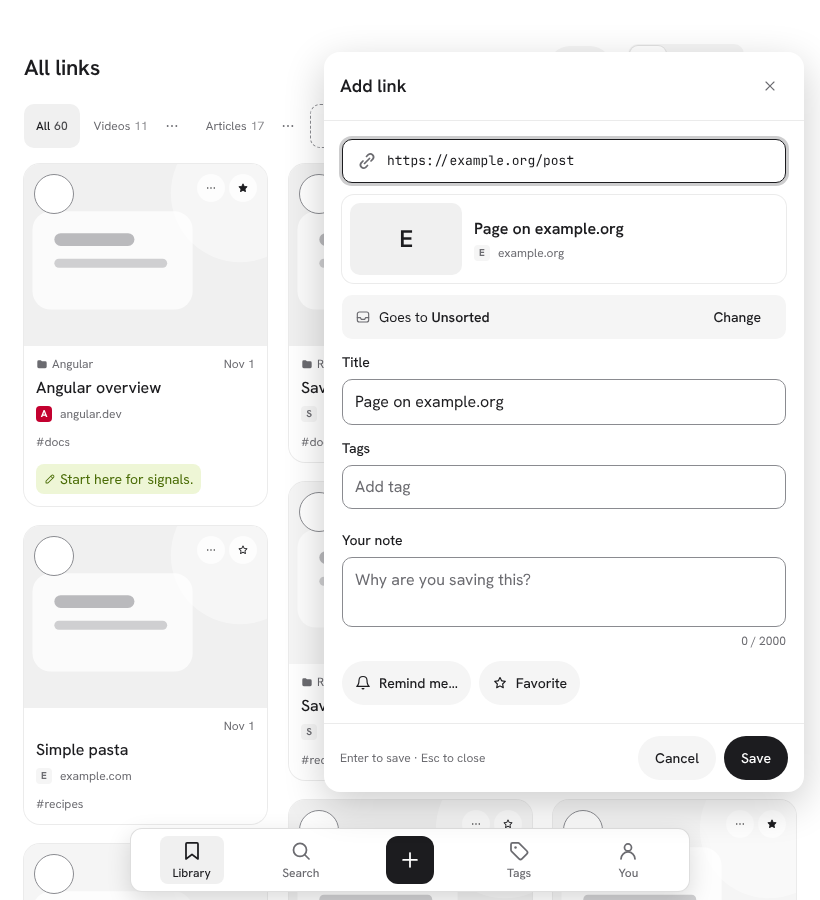 All links
All 60
Videos 11
...
Articles 17
...
Angular
Nov 1
Angular overview
A angular.dev
#docs
Start here for signals.
Nov 1
Simple pasta
E example.com
#recipes
S
S
Add link
https://example.org/post
E
Page on example.org
E example.org
Goes to Unsorted
Change
Title
Page on example.org
Tags
Add tag
Your note
Why are you saving this?
0 / 2000
Remind me...
Favorite
Enter to save · Esc to close
Cancel
Save
Library
Search
Tags
You